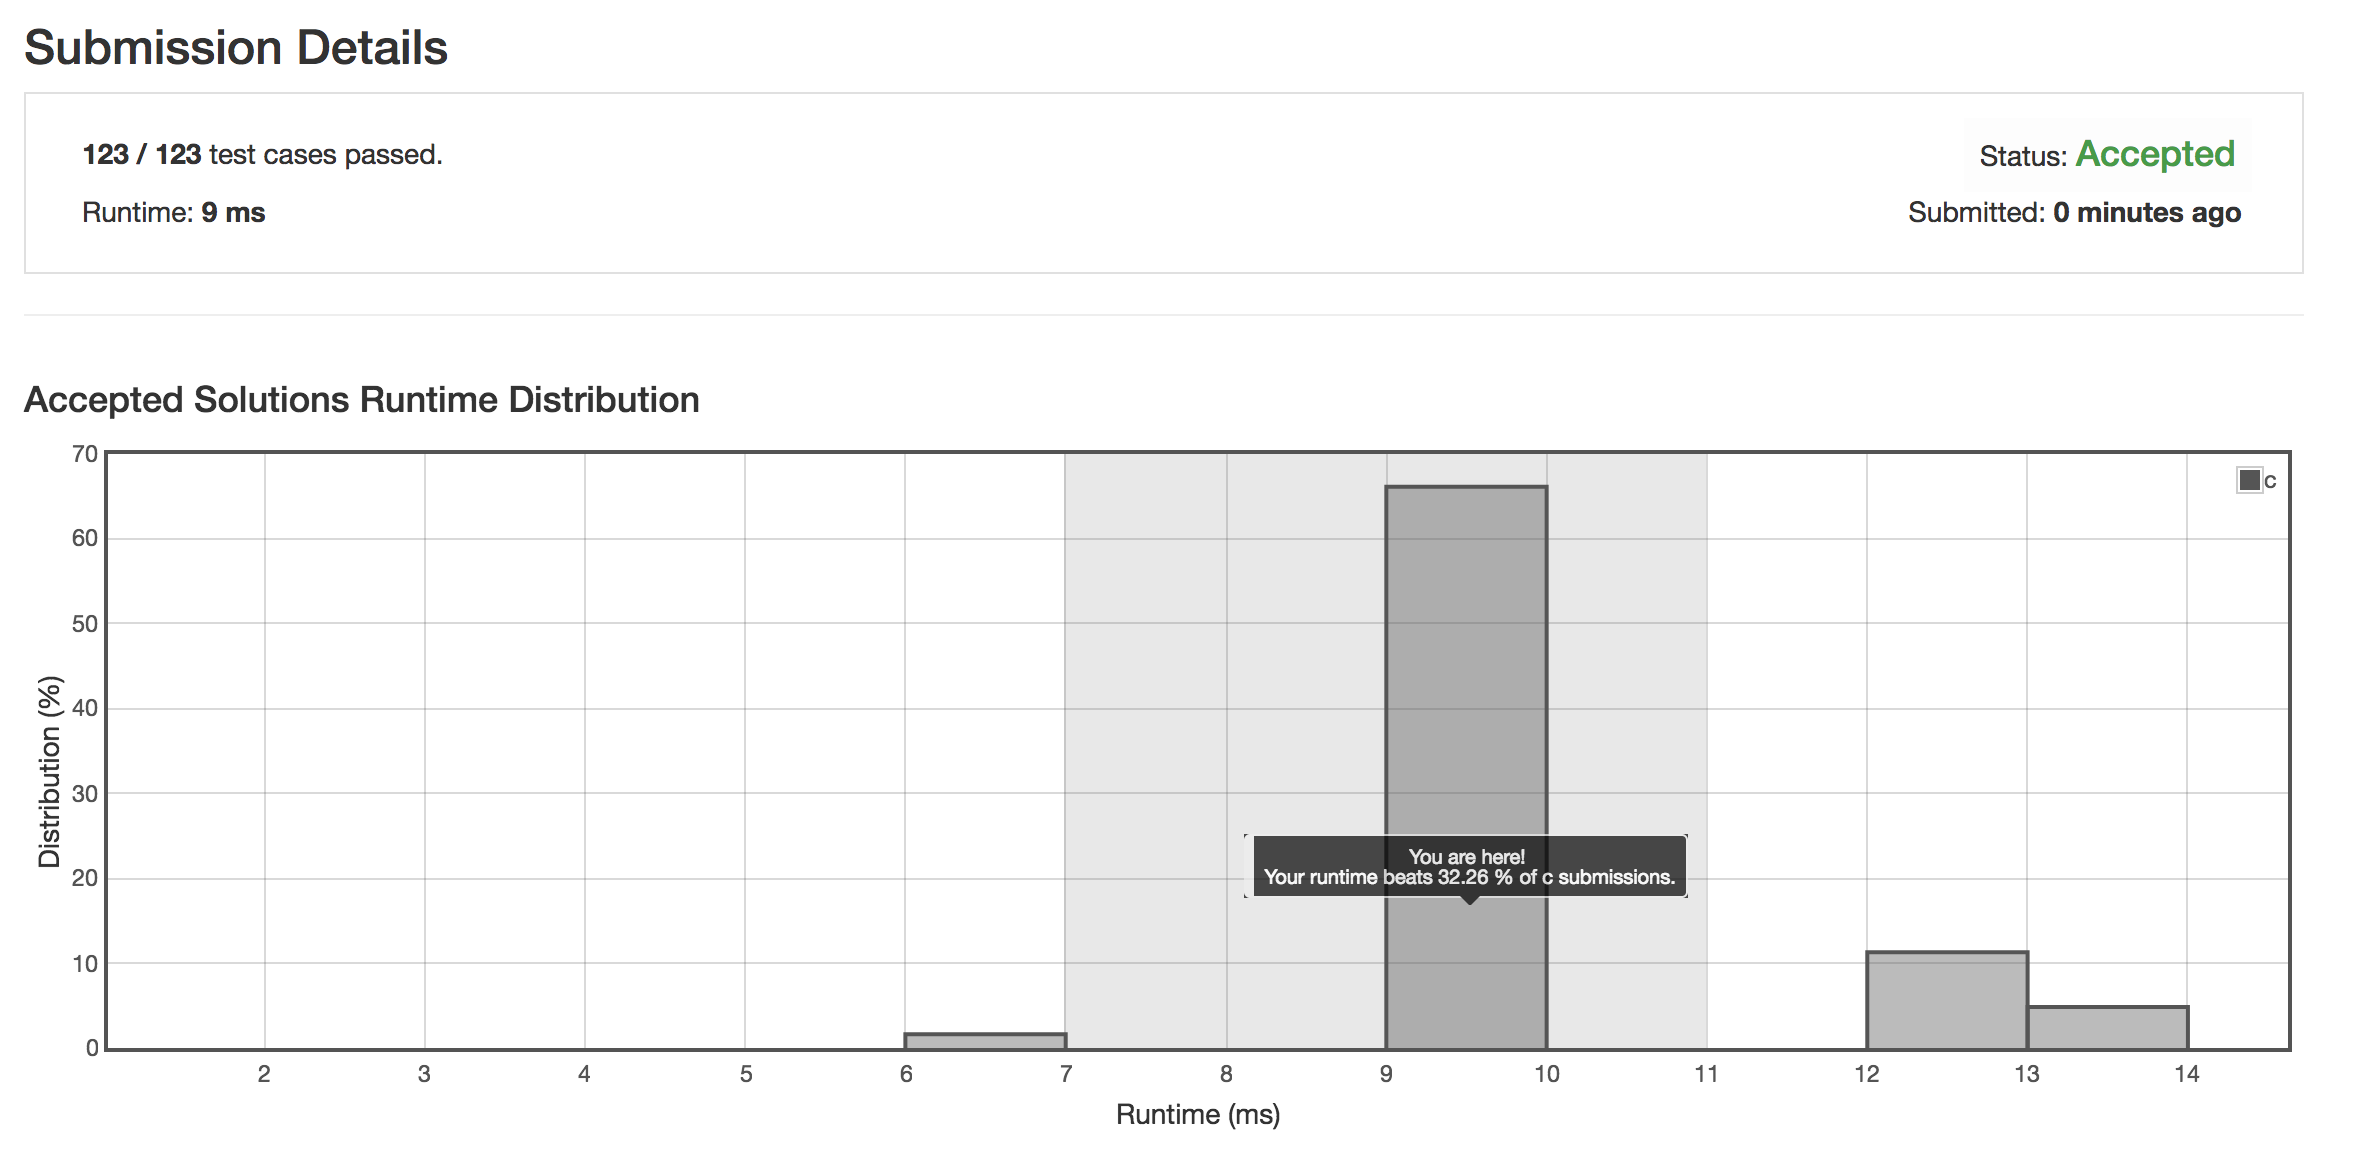 Submission Details
123 / 123 test cases passed.
Status: Accepted
Runtime: 9 ms
Submitted: 0 minutes ago
Accepted Solutions Runtime Distribution
70
60
50
40
30
20
10
0
Distribution (%)
c
You are here!
Your runtime beats 32.26 % of c submissions.
2 3 4 5 6 7 8 9 10 11 12 13 14
Runtime (ms)